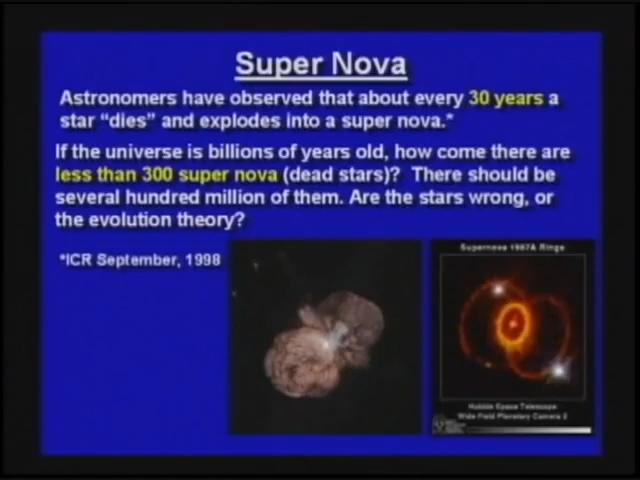 Super Nova
Astronomers have observed that about every 30 years a
star “dies” and explodes into a super nova.*
If the universe is billions of years old, how come there are
less than 300 super nova (dead stars)? There should be
several hundred million of them. Are the stars wrong, or
the evolution theory?
*ICR September, 1998
Supernova 1987A Rings
Hubble Space Telescope
Wide Field Planetary Camera 2